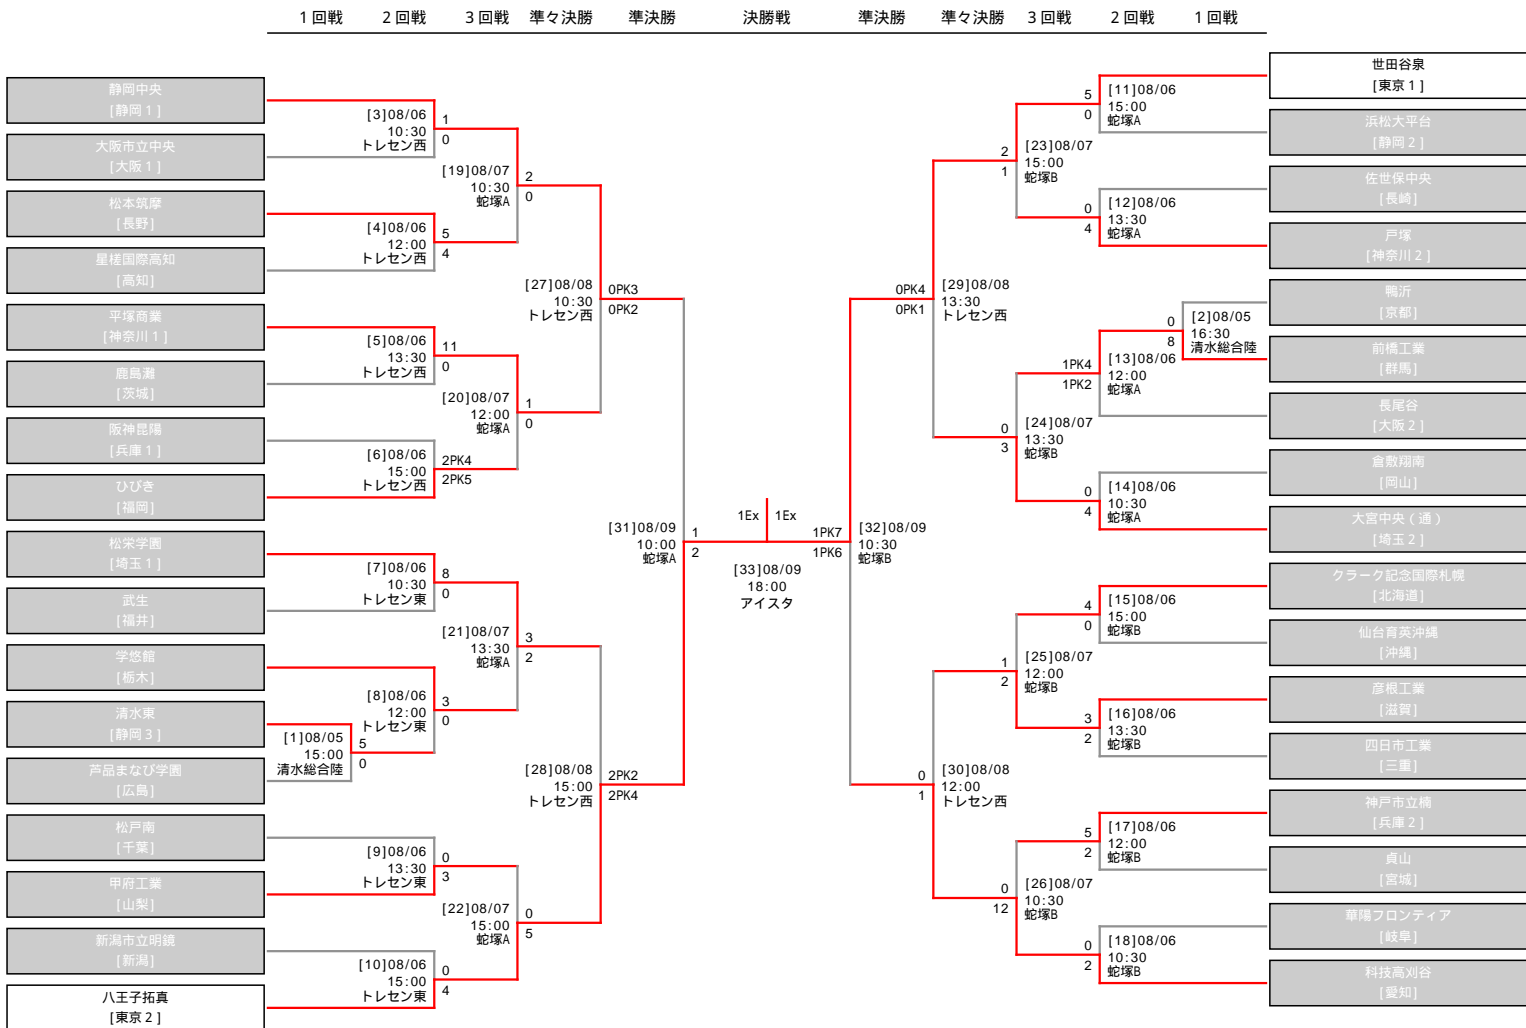 1回戦 2回戦 3回戦 準々決勝 準決勝 決勝戦 準決勝 準々決勝 3回戦 2回戦 1回戦
静岡中央
[静岡1]
大阪市立中央
[大阪1]
松本筑摩
[長野]
星槎国際高知
[高知]
平塚商業
[神奈川1]
鹿島灘
[茨城]
阪神昆陽
[兵庫1]
ひびき
[福岡]
松栄学園
[埼玉1]
武生
[福井]
学悠館
[栃木]
清水東
[静岡3]
芦品まなび学園
[広島]
松戸南
[千葉]
甲府工業
[山梨]
新潟市立明鏡
[新潟]
八王子拓真
[東京2]
[1]08/05
15:00
清水総合陸
5
0
[3]08/06
10:30
トレセン西
1
0
[4]08/06
12:00
トレセン西
5
4
[5]08/06
13:30
トレセン西
11
0
[6]08/06
15:00
トレセン西
2PK4
2PK5
[7]08/06
10:30
トレセン東
8
0
[8]08/06
12:00
トレセン東
3
0
[9]08/06
13:30
トレセン東
0
3
[10]08/06
15:00
トレセン東
0
4
[19]08/07
10:30
蛇塚A
2
0
[20]08/07
12:00
蛇塚A
1
0
[21]08/07
13:30
蛇塚A
3
2
[22]08/07
15:00
蛇塚A
0
5
[27]08/08
10:30
トレセン西
0PK3
0PK2
[28]08/08
15:00
トレセン西
2PK2
2PK4
[31]08/09
10:00
蛇塚A
1
2
1Ex 1Ex
[33]08/09
18:00
アイスタ
1PK7
1PK6
[32]08/09
10:30
蛇塚B
0PK4
0PK1
[29]08/08
13:30
トレセン西
0
1
[30]08/08
12:00
トレセン西
2
1
[23]08/07
15:00
蛇塚B
0
3
[24]08/07
13:30
蛇塚B
1
2
[25]08/07
12:00
蛇塚B
0
12
[26]08/07
10:30
蛇塚B
5
0
[11]08/06
15:00
蛇塚A
0
4
[12]08/06
13:30
蛇塚A
1PK4
1PK2
[13]08/06
12:00
蛇塚A
0
4
[14]08/06
10:30
蛇塚A
4
0
[15]08/06
15:00
蛇塚B
3
2
[16]08/06
13:30
蛇塚B
5
2
[17]08/06
12:00
蛇塚B
0
2
[18]08/06
10:30
蛇塚B
0
8
[2]08/05
16:30
清水総合陸
世田谷泉
[東京1]
浜松大平台
[静岡2]
佐世保中央
[長崎]
戸塚
[神奈川2]
鴨沂
[京都]
前橋工業
[群馬]
長尾谷
[大阪2]
倉敷翔南
[岡山]
大宮中央(通)
[埼玉2]
クラーク記念国際札幌
[北海道]
仙台育英沖縄
[沖縄]
彦根工業
[滋賀]
四日市工業
[三重]
神戸市立楠
[兵庫2]
貞山
[宮城]
華陽フロンティア
[岐阜]
科技高刈谷
[愛知]